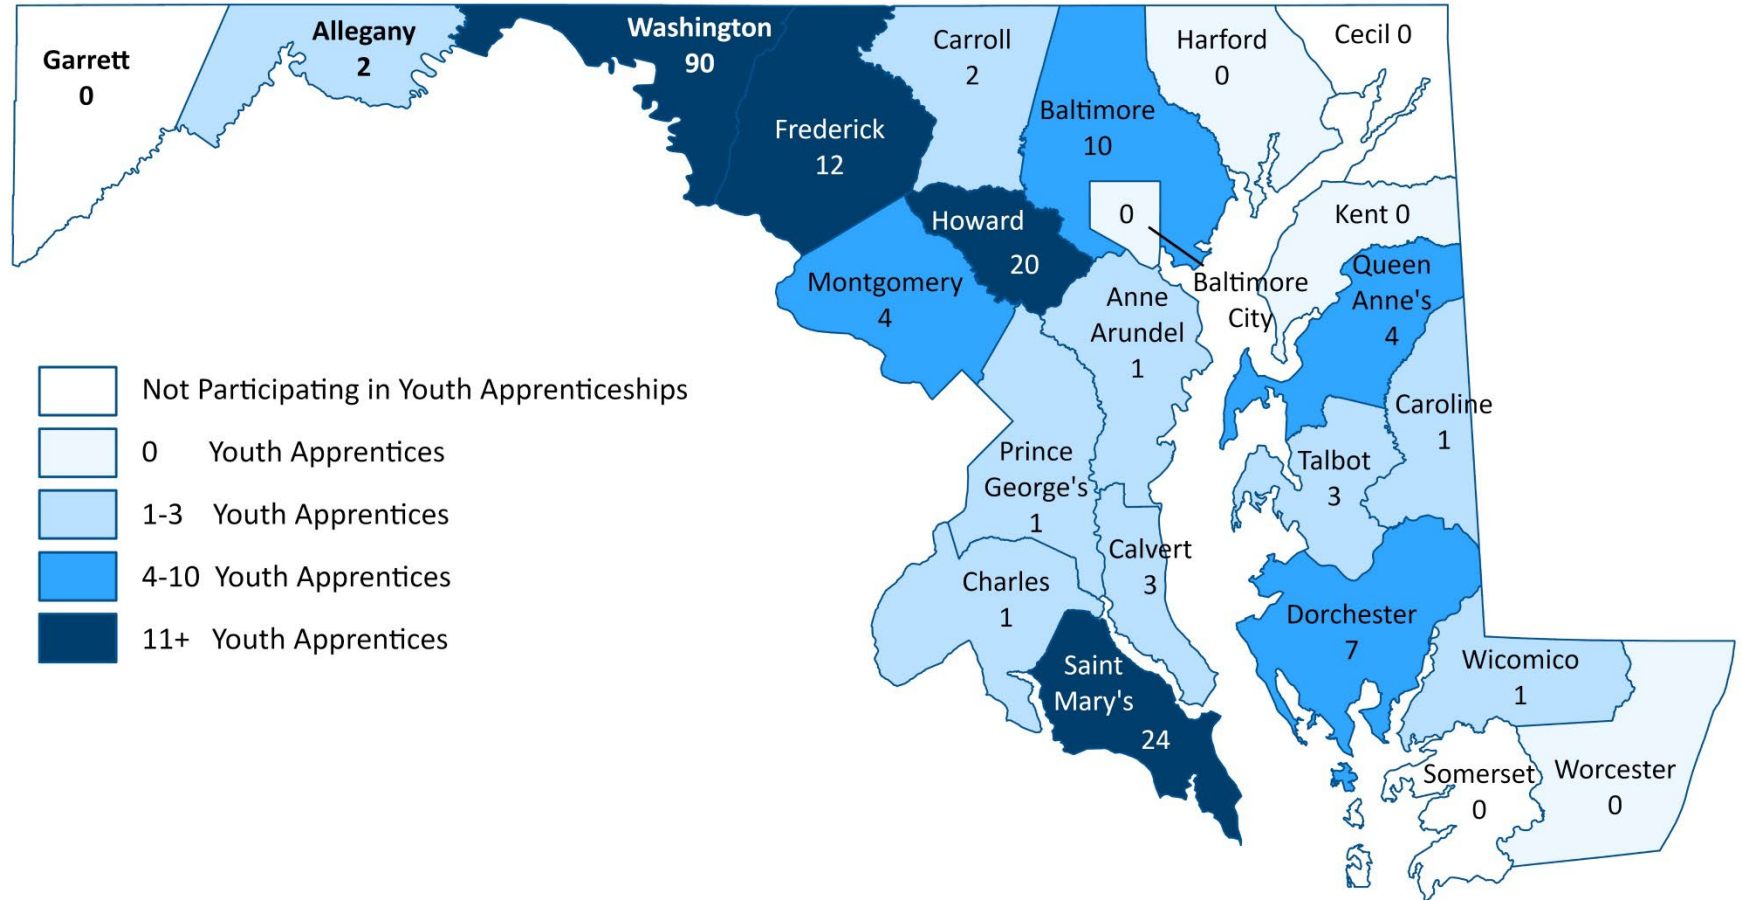 Garrett
0
Allegany
2
Washington
90
Frederick
12
Carroll
2
Baltimore
10
Harford
0
Cecil 0
Howard
20
0
Baltimore
City
Kent 0
Montgomery
4
Anne
Arundel
1
Queen
Anne's
4
Caroline
1
Prince
George's
1
Talbot
3
Calvert
3
Charles
1
Saint
Mary's
24
Dorchester
7
Wicomico
1
Somerset
0
Worcester
0
Not Participating in Youth Apprenticeships
0 Youth Apprentices
1-3 Youth Apprentices
4-10 Youth Apprentices
11+ Youth Apprentices